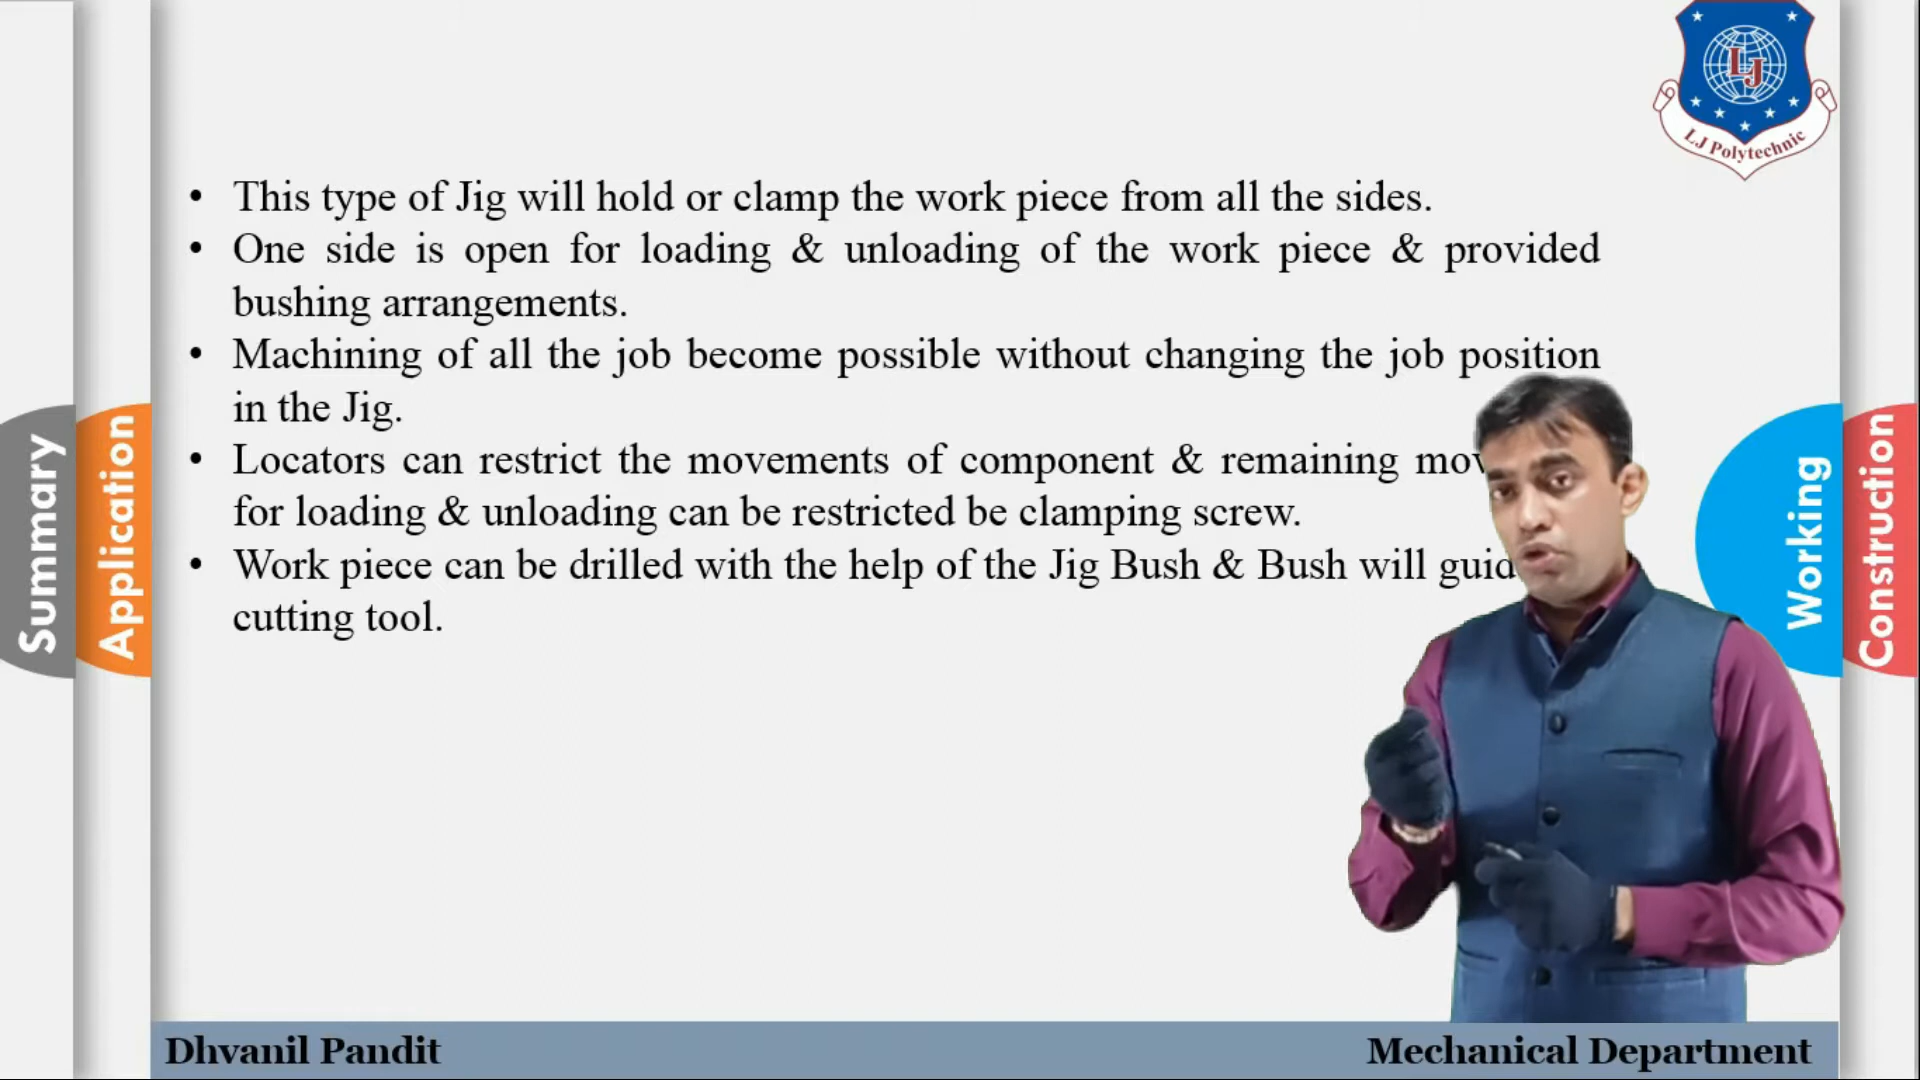 LJ
LJ Polytechnic
• This type of Jig will hold or clamp the work piece from all the sides.
• One side is open for loading & unloading of the work piece & provided
bushing arrangements.
• Machining of all the job become possible without changing the job position
in the Jig.
• Locators can restrict the movements of component & remaining
for loading & unloading can be restricted be clamping screw.
• Work piece can be drilled with the help of the Jig Bush & Bush will
cutting tool.
Summary
Application
Working
Construction
Dhvanil Pandit
Mechanical Department